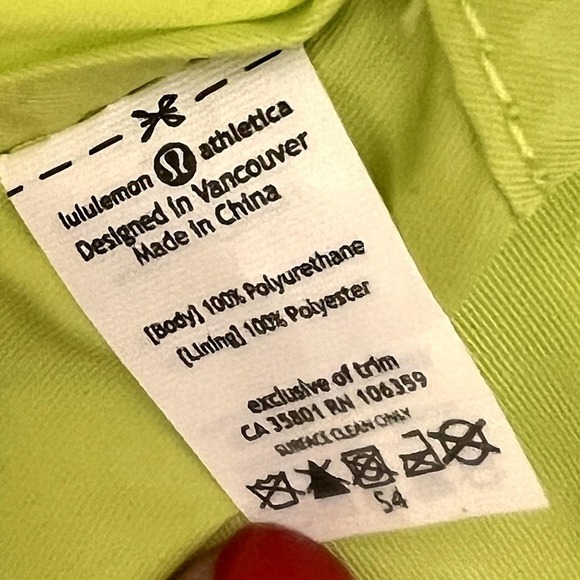 lululemon athletica
Designed in Vancouver
Made in China
[Body] 100% Polyurethane
[Lining] 100% Polyester
exclusive of trim
CA 35801 RN 106259
SURFACE CLEAN ONLY
S4